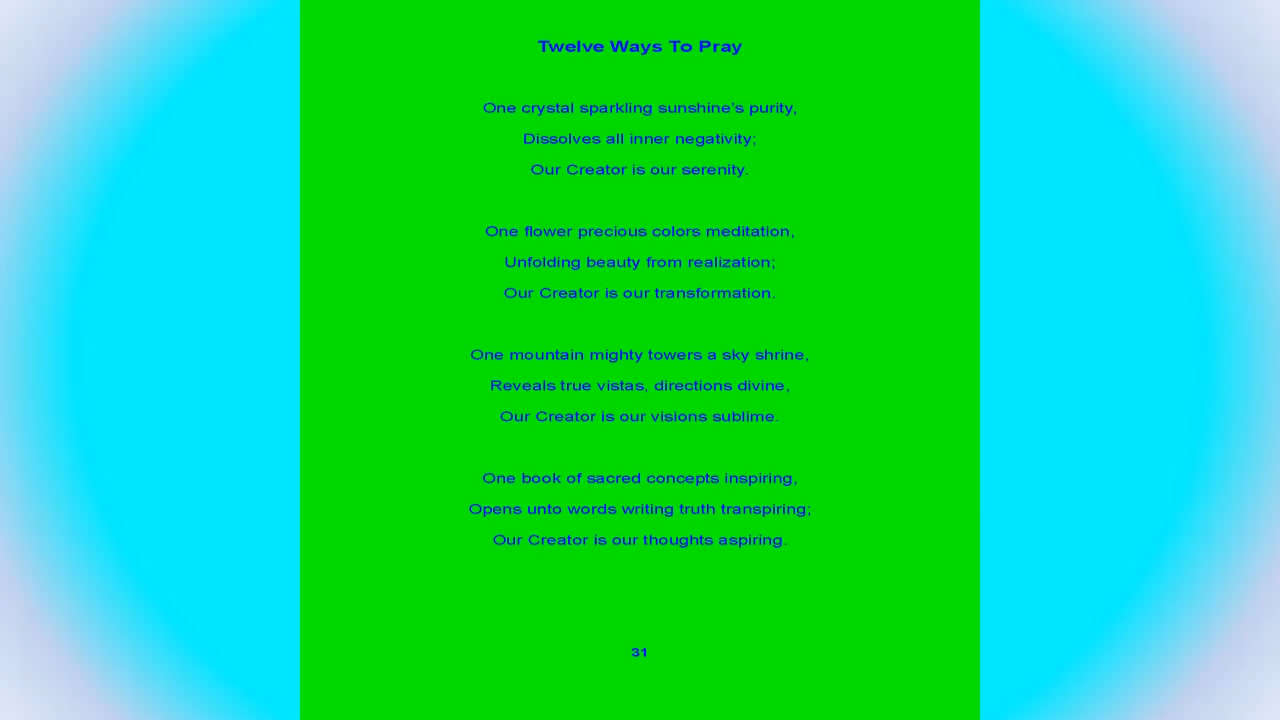 Twelve Ways To Pray
One crystal sparkling sunshine's purity,
Dissolves all inner negativity;
Our Creator is our serenity.
One flower precious colors meditation,
Unfolding beauty from realization;
Our Creator is our transformation.
One mountain mighty towers a sky shrine,
Reveals true vistas, directions divine,
Our Creator is our visions sublime.
One book of sacred concepts inspiring,
Opens unto words writing truth transpiring;
Our Creator is our thoughts aspiring.
31